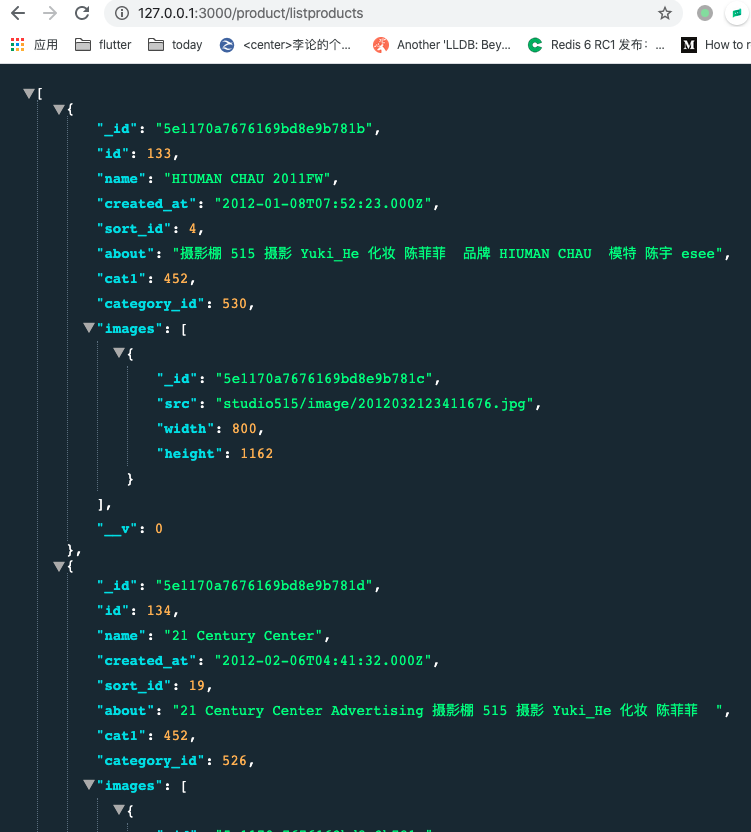 127.0.0.1:3000/product/listproducts
应用 flutter today <center>李论的个... Another 'LLDB: Bey... Redis 6 RC1 发布：... M How to r
[
{
"_id": "5e1170a7676169bd8e9b781b",
"id": 133,
"name": "HIUMAN CHAU 2011FW",
"created_at": "2012-01-08T07:52:23.000Z",
"sort_id": 4,
"about": "摄影棚 515 摄影 Yuki_He 化妆 陈菲菲  品牌 HIUMAN CHAU  模特 陈宇 esee",
"cat1": 452,
"category_id": 530,
"images": [
{
"_id": "5e1170a7676169bd8e9b781c",
"src": "studio515/image/2012032123411676.jpg",
"width": 800,
"height": 1162
}
],
"__v": 0
},
{
"_id": "5e1170a7676169bd8e9b781d",
"id": 134,
"name": "21 Century Center",
"created_at": "2012-02-06T04:41:32.000Z",
"sort_id": 19,
"about": "21 Century Center Advertising 摄影棚 515 摄影 Yuki_He 化妆 陈菲菲  ",
"cat1": 452,
"category_id": 526,
"images": [
{